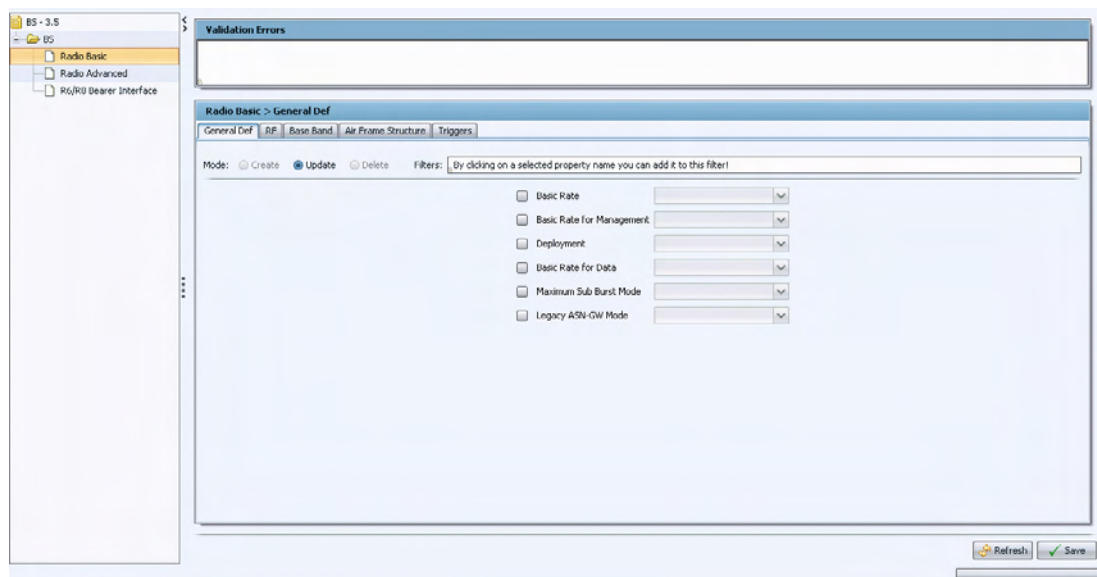 BS - 3.5
BS
Radio Basic
Radio Advanced
R6/R8 Bearer Interface
Validation Errors
Radio Basic > General Def
General Def RF Base Band Air Frame Structure Triggers
Mode: Create Update Delete Filters: By clicking on a selected property name you can add it to this filter!
Basic Rate
Basic Rate for Management
Deployment
Basic Rate for Data
Maximum Sub Burst Mode
Legacy ASN-GW Mode
Refresh Save